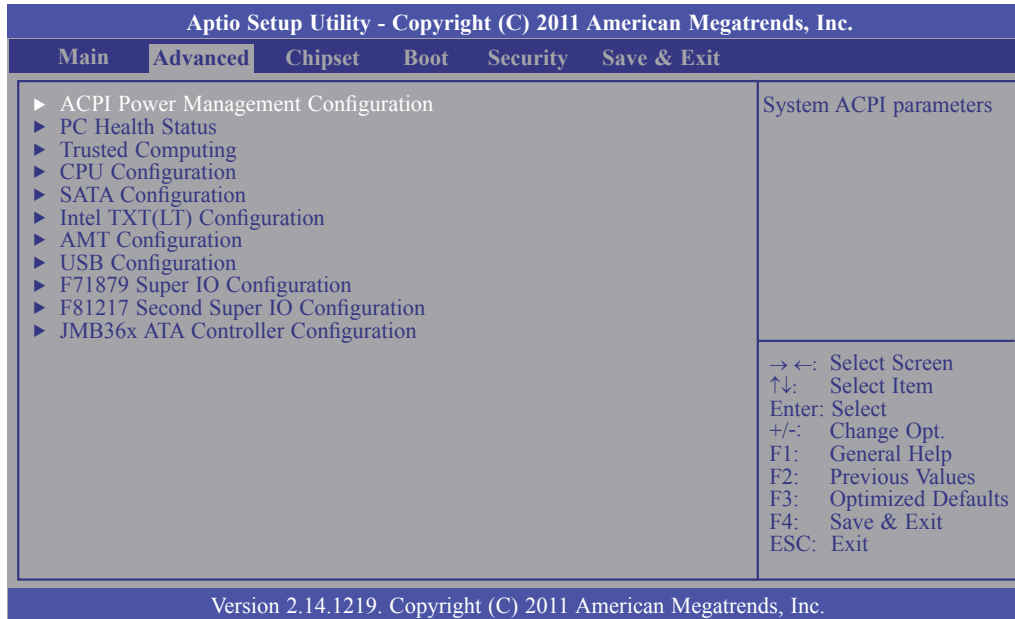 Aptio Setup Utility - Copyright (C) 2011 American Megatrends, Inc.
Main Advanced Chipset Boot Security Save & Exit
► ACPI Power Management Configuration
► PC Health Status
► Trusted Computing
► CPU Configuration
► SATA Configuration
► Intel TXT(LT) Configuration
► AMT Configuration
► USB Configuration
► F71879 Super IO Configuration
► F81217 Second Super IO Configuration
► JMB36x ATA Controller Configuration
System ACPI parameters
→ ←: Select Screen
↑↓: Select Item
Enter: Select
+/-: Change Opt.
F1: General Help
F2: Previous Values
F3: Optimized Defaults
F4: Save & Exit
ESC: Exit
Version 2.14.1219. Copyright (C) 2011 American Megatrends, Inc.